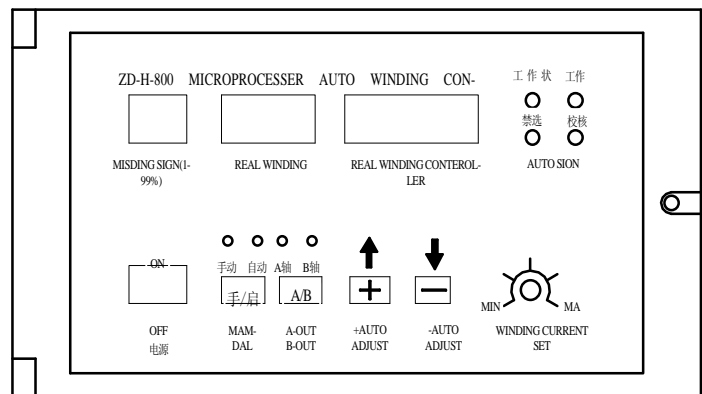 ZD-H-800 MICROPROCESSER AUTO WINDING CON-
工作状 工作
禁选 校核
MISDING SIGN(1-
99%)
REAL WINDING
REAL WINDING CONTEROL-
LER
AUTO SION
ON
手动 自动 A轴 B轴
手/启
A/B
MIN
MA
OFF
电源
MAM-
DAL
A-OUT
B-OUT
+AUTO
ADJUST
-AUTO
ADJUST
WINDING CURRENT
SET